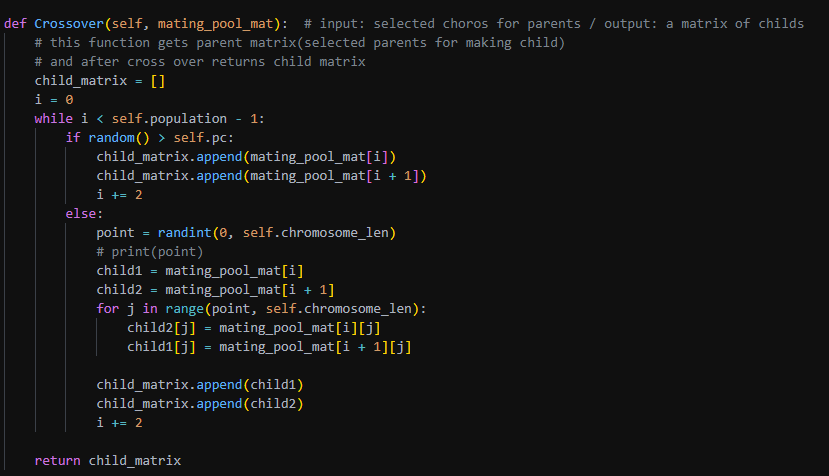 def Crossover(self, mating_pool_mat):  # input: selected choros for parents / output: a matrix of childs
    # this function gets parent matrix(selected parents for making child)
    # and after cross over returns child matrix
    child_matrix = []
    i = 0
    while i < self.population - 1:
        if random() > self.pc:
            child_matrix.append(mating_pool_mat[i])
            child_matrix.append(mating_pool_mat[i + 1])
            i += 2
        else:
            point = randint(0, self.chromosome_len)
            # print(point)
            child1 = mating_pool_mat[i]
            child2 = mating_pool_mat[i + 1]
            for j in range(point, self.chromosome_len):
                child2[j] = mating_pool_mat[i][j]
                child1[j] = mating_pool_mat[i + 1][j]
            child_matrix.append(child1)
            child_matrix.append(child2)
            i += 2
    return child_matrix